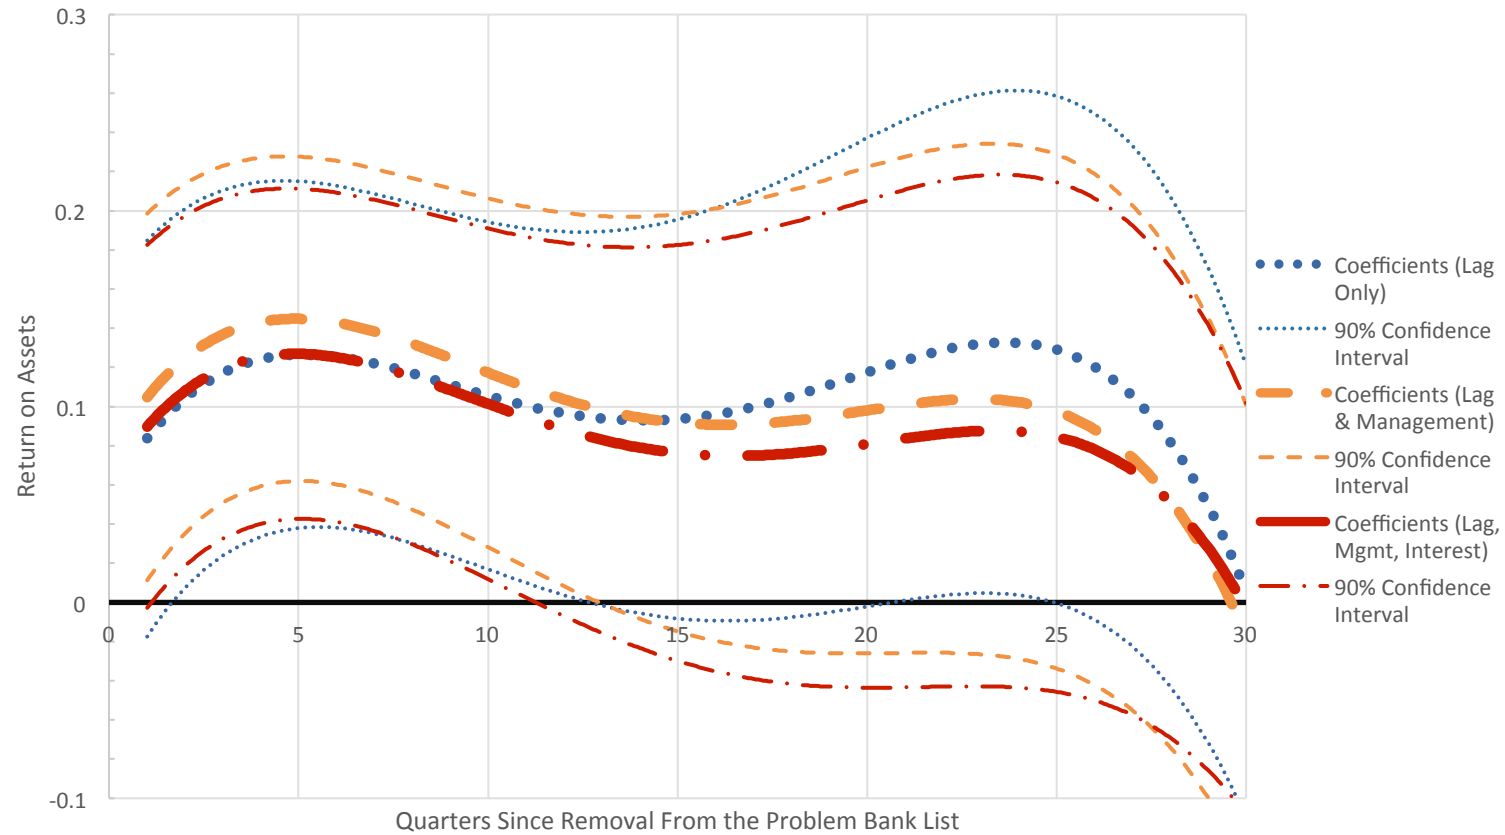 0.3
0.2
0.1
0
-0.1
Return on Assets
0
5
10
15
20
25
30
Quarters Since Removal From the Problem Bank List
Coefficients (Lag
Only)
90% Confidence
Interval
Coefficients (Lag
& Management)
90% Confidence
Interval
Coefficients (Lag,
Mgmt, Interest)
90% Confidence
Interval